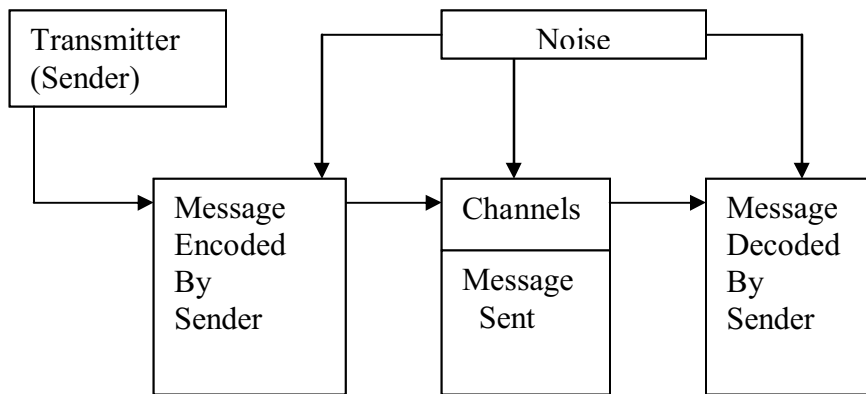 Transmitter
(Sender)
Noise
Message
Encoded
By
Sender
Channels
Message
Sent
Message
Decoded
By
Sender